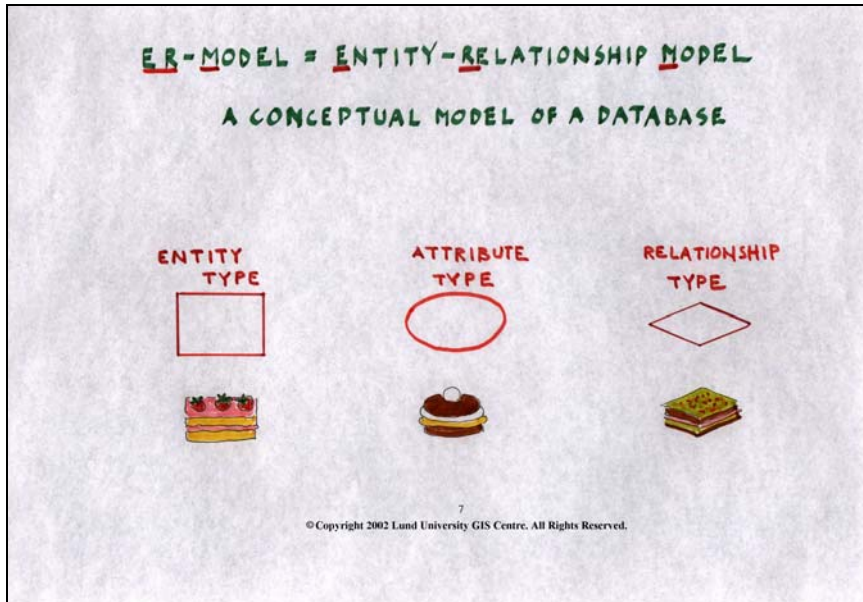 ER-MODEL = ENTITY-RELATIONSHIP MODEL
A CONCEPTUAL MODEL OF A DATABASE
ENTITY TYPE
ATTRIBUTE TYPE
RELATIONSHIP TYPE
7
© Copyright 2002 Lund University GIS Centre. All Rights Reserved.